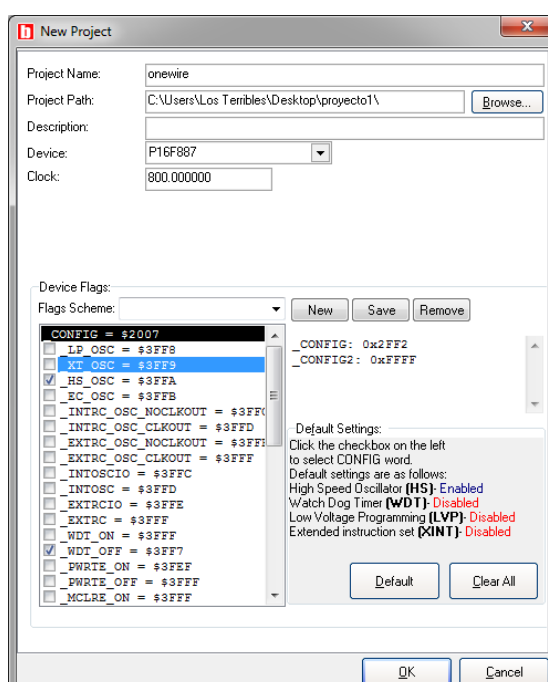 New Project
Project Name: onewire
Project Path: C:\Users\Los Terribles\Desktop\proyecto1\ Browse...
Description:
Device: P16F887
Clock: 800.000000
Device Flags:
Flags Scheme: New Save Remove
_CONFIG = $2007
_LP_OSC = $3FF8
_XT_OSC = $3FF9
_HS_OSC = $3FFA
_EC_OSC = $3FFB
_INTRC_OSC_NOCLKOUT = $3FF
_INTRC_OSC_CLKOUT = $3FFD
_EXTRC_OSC_NOCLKOUT = $3FF
_EXTRC_OSC_CLKOUT = $3FFF
_INTOSCIO = $3FFC
_INTOSC = $3FFD
_EXTRCIO = $3FFE
_EXTRC = $3FFF
_WDT_ON = $3FFF
_WDT_OFF = $3FF7
_PWRTE_ON = $3FEF
_PWRTE_OFF = $3FFF
_MCLRE_ON = $3FFF
_CONFIG: 0x2FF2
_CONFIG2: 0xFFFF
Default Settings:
Click the checkbox on the left
to select CONFIG word.
Default settings are as follows:
High Speed Oscillator (HS)- Enabled
Watch Dog Timer (WDT)- Disabled
Low Voltage Programming (LVP)- Disabled
Extended instruction set (XINT)- Disabled
Default Clear All
OK Cancel